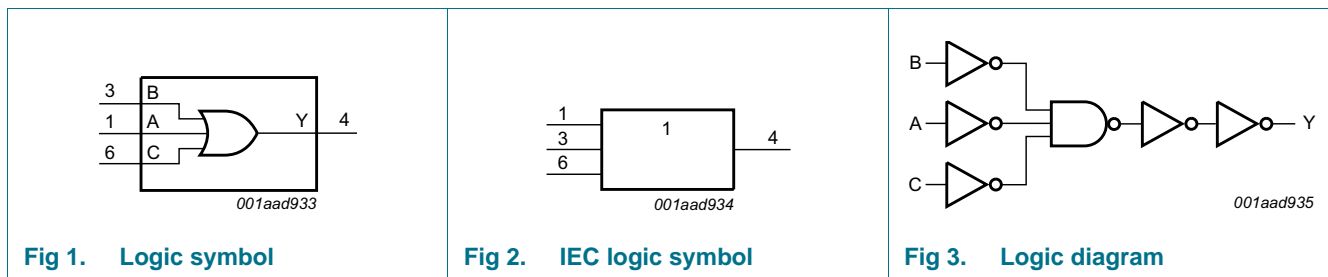 3
B
1
A
Y
4
6
C
001aad933
Fig 1. Logic symbol
1
3
6
1
4
001aad934
Fig 2. IEC logic symbol
B
A
Y
C
001aad935
Fig 3. Logic diagram